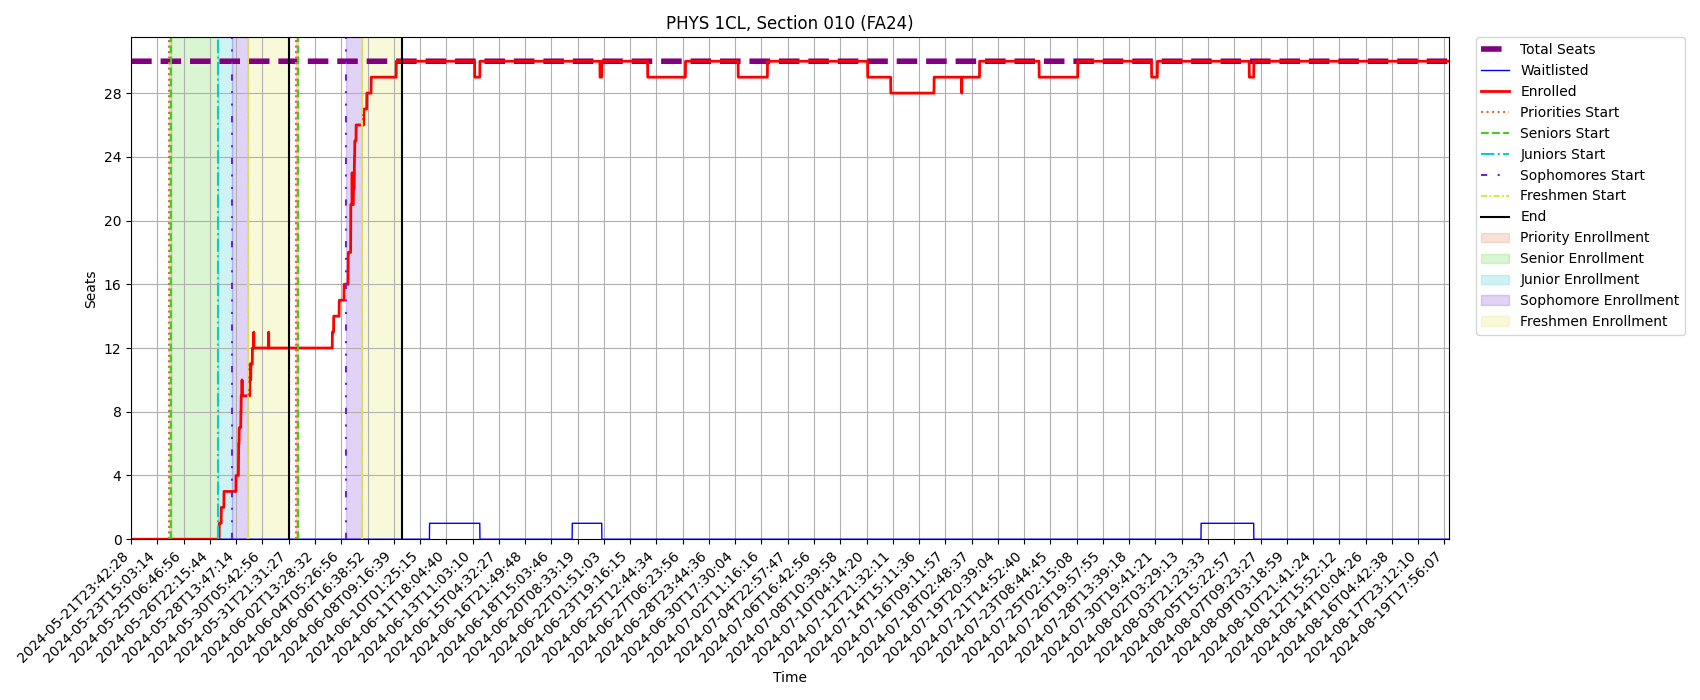 PHYS 1CL, Section 010 (FA24)
Total Seats
Waitlisted
Enrolled
Priorities Start
Seniors Start
Juniors Start
Sophomores Start
Freshmen Start
End
Priority Enrollment
Senior Enrollment
Junior Enrollment
Sophomore Enrollment
Freshmen Enrollment
Seats
28
24
20
16
12
8
4
0
2024-05-21T23:42:28
2024-05-23T15:03:14
2024-05-25T06:46:56
2024-05-26T22:15:44
2024-05-28T13:47:14
2024-05-30T05:42:56
2024-05-31T21:31:27
2024-06-02T13:28:32
2024-06-04T05:26:56
2024-06-06T16:38:52
2024-06-08T09:16:39
2024-06-10T01:25:15
2024-06-11T18:04:40
2024-06-13T11:03:10
2024-06-15T04:32:27
2024-06-16T21:49:48
2024-06-18T15:03:46
2024-06-20T08:33:19
2024-06-22T01:51:03
2024-06-23T19:16:15
2024-06-25T12:44:34
2024-06-27T06:23:56
2024-06-28T23:44:36
2024-06-30T17:30:04
2024-07-02T11:16:16
2024-07-04T22:57:47
2024-07-06T16:42:56
2024-07-08T10:39:58
2024-07-10T04:14:20
2024-07-12T21:32:11
2024-07-14T15:11:36
2024-07-16T09:11:57
2024-07-18T02:48:37
2024-07-19T20:39:04
2024-07-21T14:52:40
2024-07-23T08:44:45
2024-07-25T02:15:08
2024-07-26T19:57:55
2024-07-28T13:39:18
2024-07-30T19:41:21
2024-08-02T03:29:13
2024-08-03T21:23:33
2024-08-05T15:22:57
2024-08-07T09:23:27
2024-08-09T03:18:59
2024-08-10T21:41:24
2024-08-12T15:52:12
2024-08-14T10:04:26
2024-08-16T04:42:38
2024-08-17T23:12:10
2024-08-19T17:56:07
Time